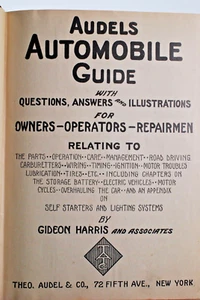 AUDELS
AUTOMOBILE
GUIDE
WITH
QUESTIONS, ANSWERS AND ILLUSTRATIONS
FOR
OWNERS-OPERATORS-REPAIRMEN
RELATING TO
THE PARTS··OPERATION··CARE··MANAGEMENT··ROAD DRIVING
CARBURETTERS··WIRING··TIMING··IGNITION··MOTOR TROUBLES
LUBRICATION··TIRES··ETC.··INCLUDING CHAPTERS ON
THE STORAGE BATTERY··ELECTRIC VEHICLES··MOTOR
CYCLES··OVERHAULING THE CAR··AND AN APPENDIX
ON
SELF STARTERS AND LIGHTING SYSTEMS
BY
GIDEON HARRIS AND ASSOCIATES
THEO. AUDEL & CO., 72 FIFTH AVE., NEW YORK